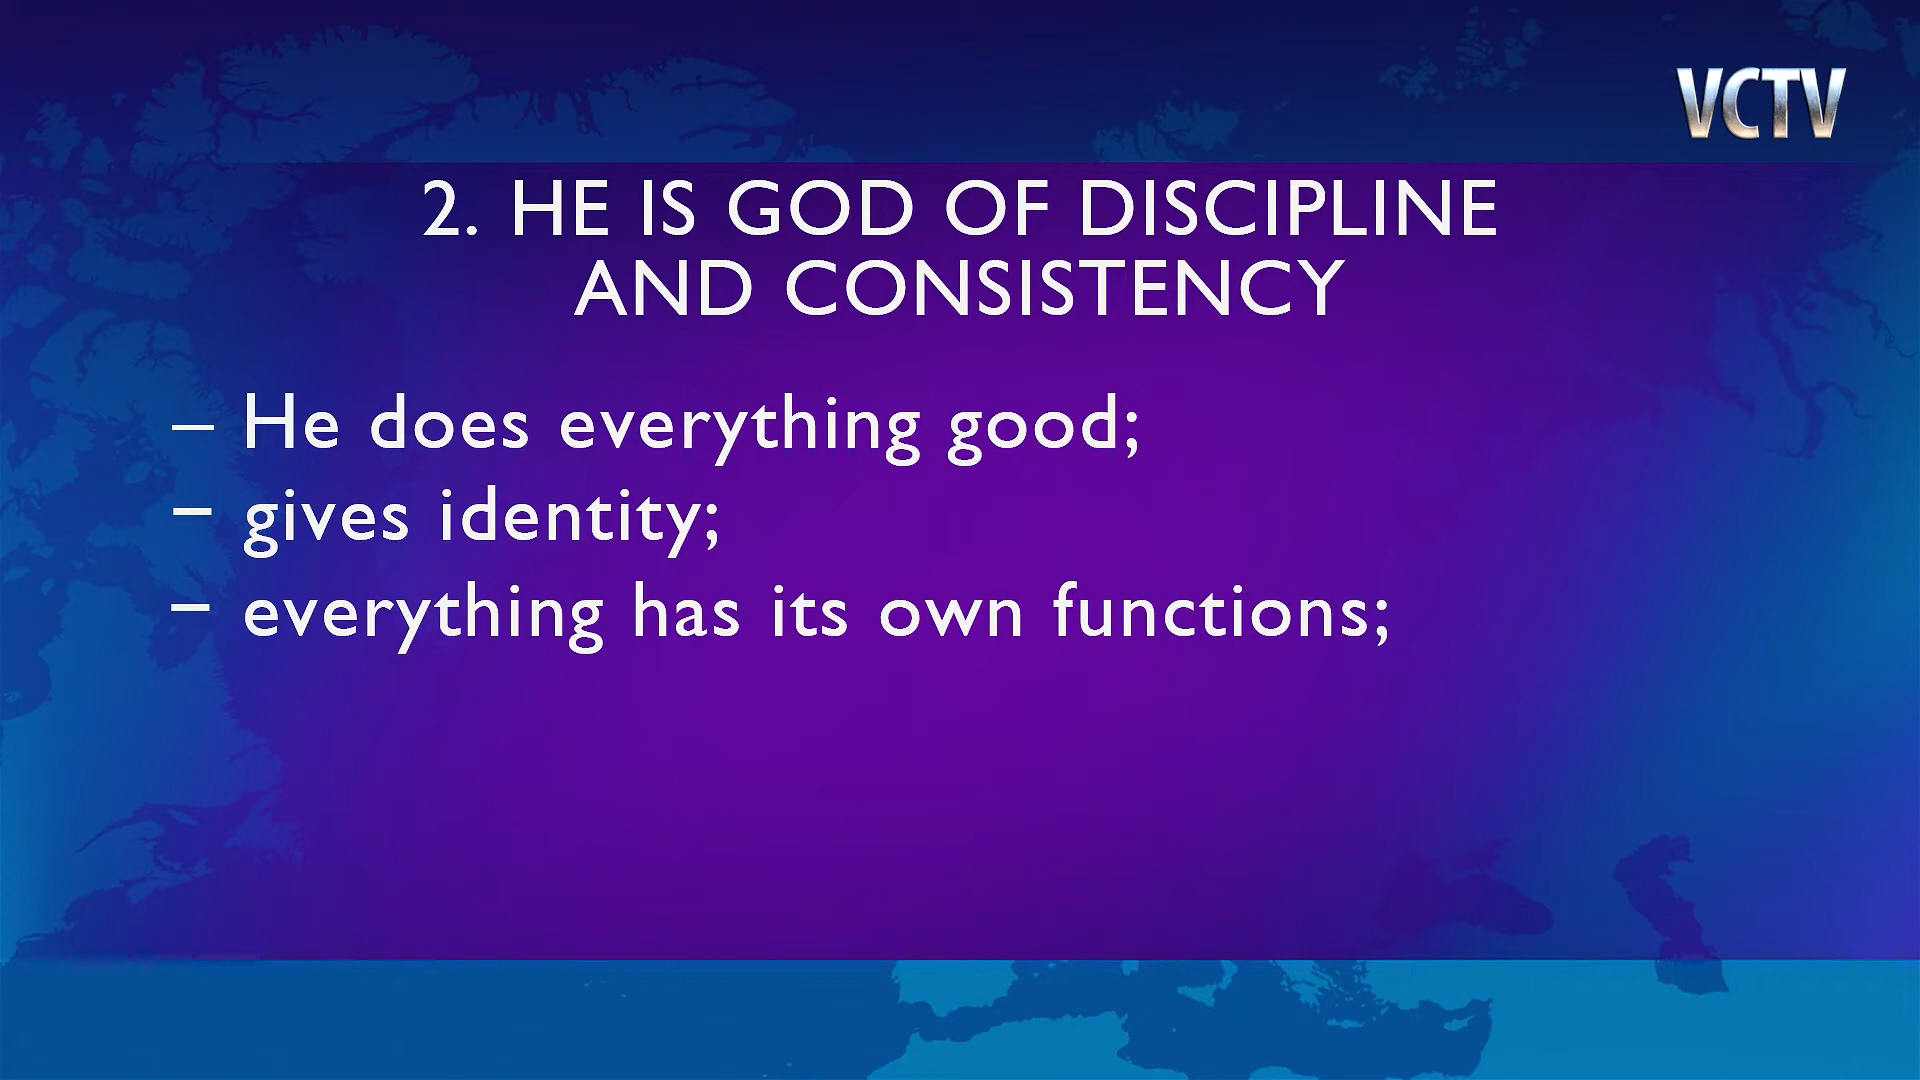 VCTV
2. HE IS GOD OF DISCIPLINE
AND CONSISTENCY
– He does everything good;
– gives identity;
– everything has its own functions;